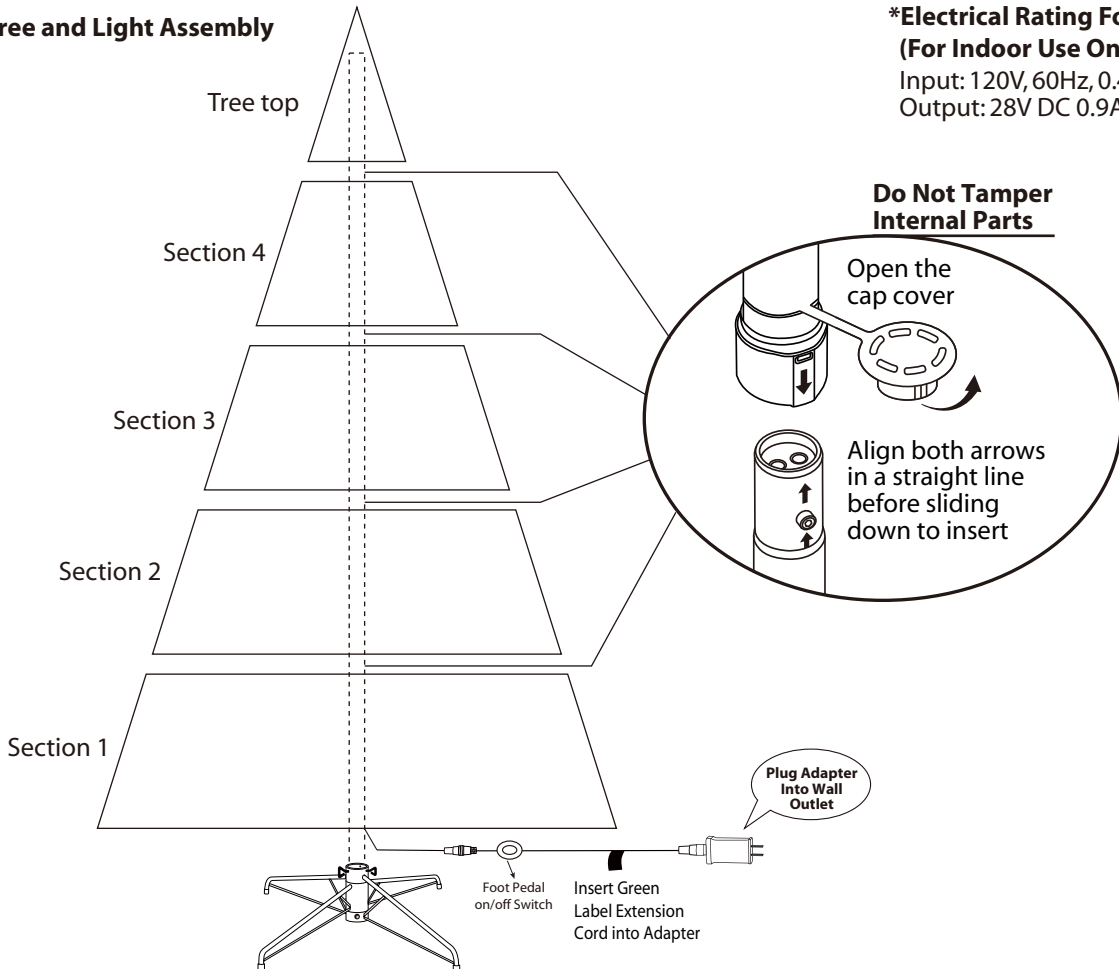 ree and Light Assembly
*Electrical Rating Fo
(For Indoor Use On
Input: 120V, 60Hz, 0.4
Output: 28V DC 0.9A
Tree top
Do Not Tamper
Internal Parts
Section 4
Open the
cap cover
Section 3
Align both arrows
in a straight line
before sliding
down to insert
Section 2
Section 1
Plug Adapter
Into Wall
Outlet
Foot Pedal
on/off Switch
Insert Green
Label Extension
Cord into Adapter